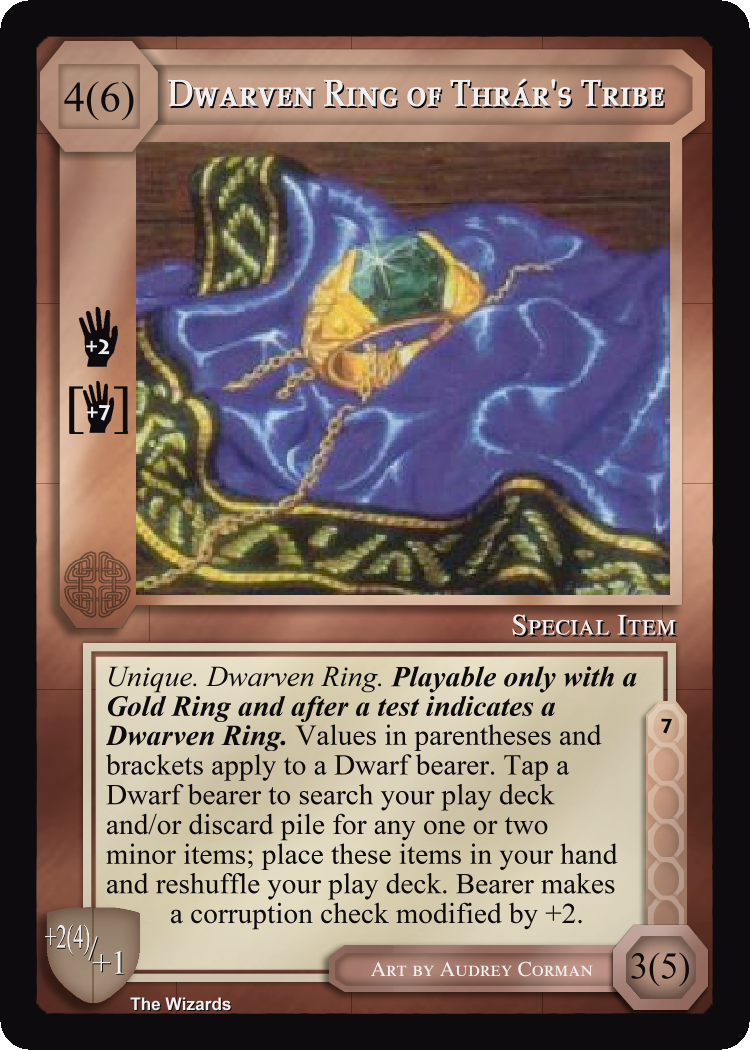 4(6)
Dwarven Ring of Thrár's Tribe
+2
[+7]
Special Item
Unique. Dwarven Ring. Playable only with a
Gold Ring and after a test indicates a
Dwarven Ring. Values in parentheses and
brackets apply to a Dwarf bearer. Tap a
Dwarf bearer to search your play deck
and/or discard pile for any one or two
minor items; place these items in your hand
and reshuffle your play deck. Bearer makes
a corruption check modified by +2.
7
+2(4)/+1
Art by Audrey Corman
3(5)
The Wizards